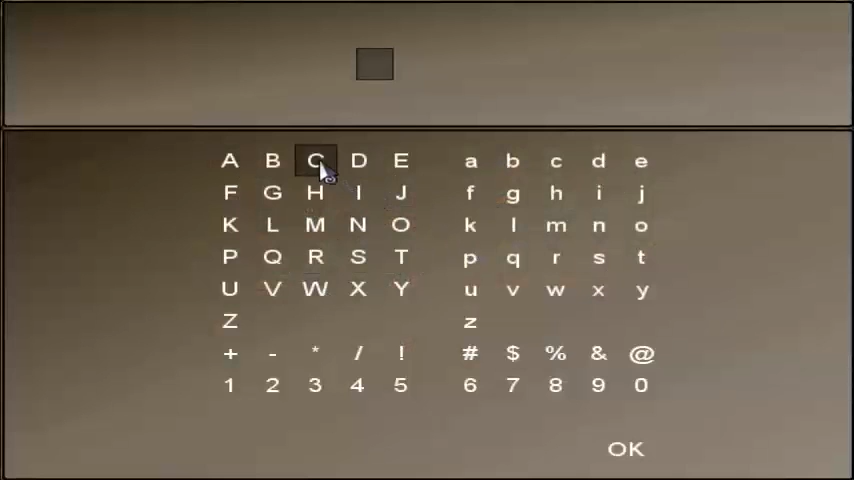 A B C D E a b c d e
F G H I J f g h i j
K L M N O k l m n o
P Q R S T p q r s t
U V W X Y u v w x y
Z z
+ - * / ! # $ % & @
1 2 3 4 5 6 7 8 9 0
OK